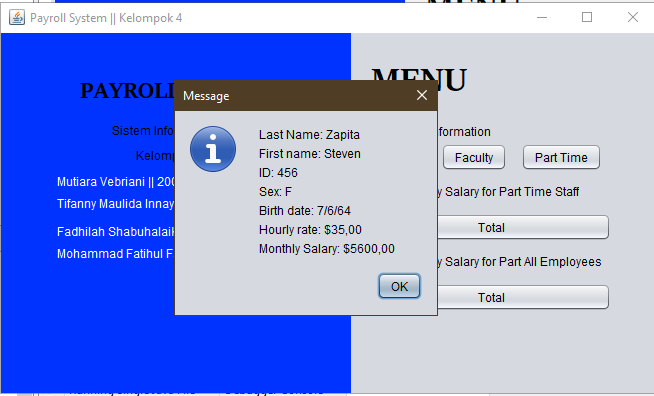 MENU
Payroll System || Kelompok 4
PAYROLL
MENU
Sistem Info
Kelomp
Mutiara Vebriani || 200
Tifanny Maulida Innay
Fadhilah Shabuhalaik
Mohammad Fatihul F
Message
Last Name: Zapita
First name: Steven
ID: 456
Sex: F
Birth date: 7/6/64
Hourly rate: $35,00
Monthly Salary: $5600,00
OK
formation
Faculty
Part Time
y Salary for Part Time Staff
Total
y Salary for Part All Employees
Total